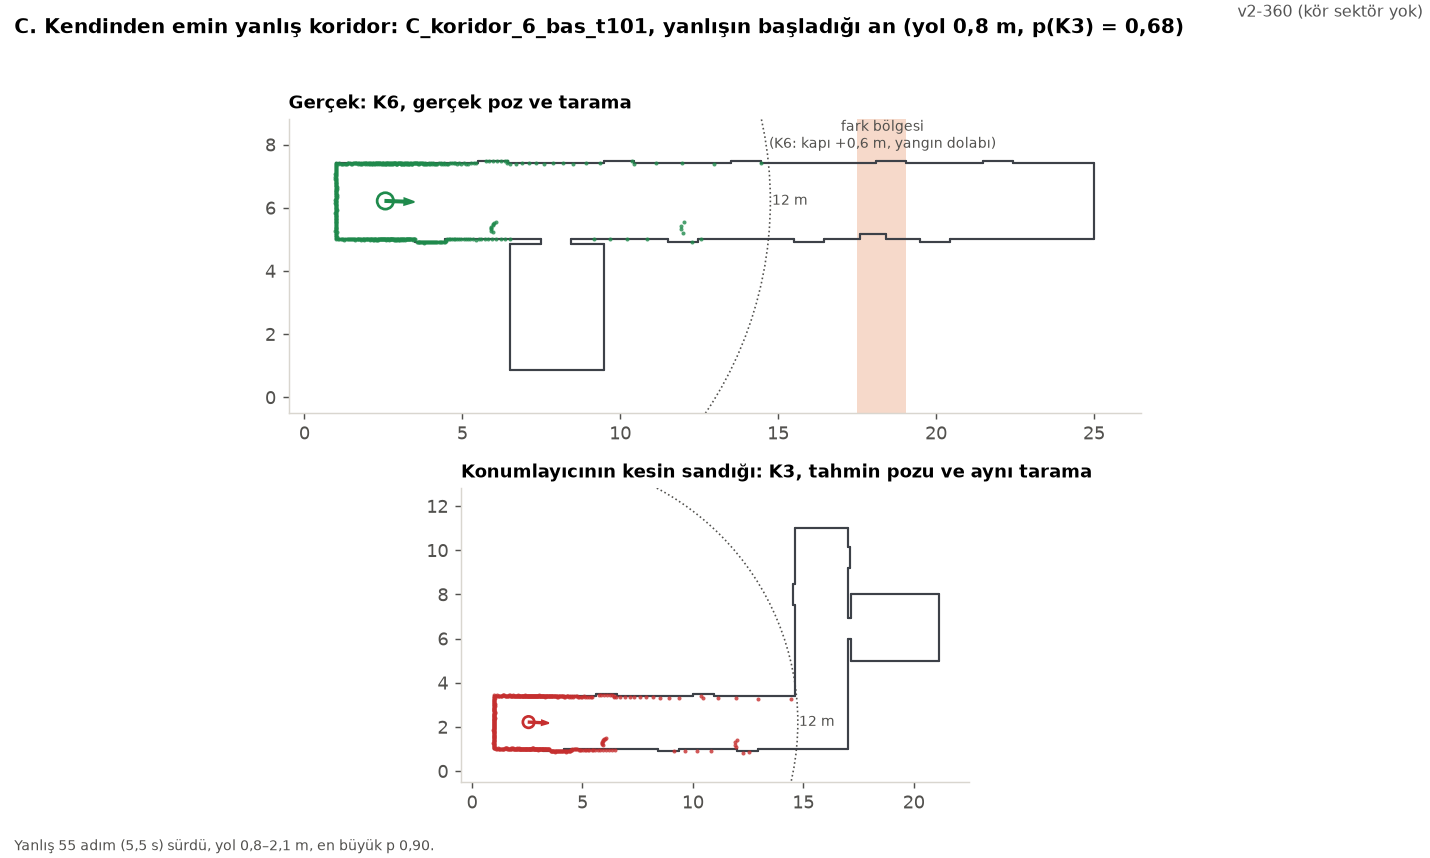 v2-360 (kör sektör yok)
C. Kendinden emin yanlış koridor: C_koridor_6_bas_t101, yanlışın başladığı an (yol 0,8 m, p(K3) = 0,68)
Gerçek: K6, gerçek poz ve tarama
fark bölgesi
(K6: kapı +0,6 m, yangın dolabı)
12 m
8
6
4
2
0
0 5 10 15 20 25
Konumlayıcının kesin sandığı: K3, tahmin pozu ve aynı tarama
12
10
8
6
4
2
0
12 m
0 5 10 15 20
Yanlış 55 adım (5,5 s) sürdü, yol 0,8–2,1 m, en büyük p 0,90.